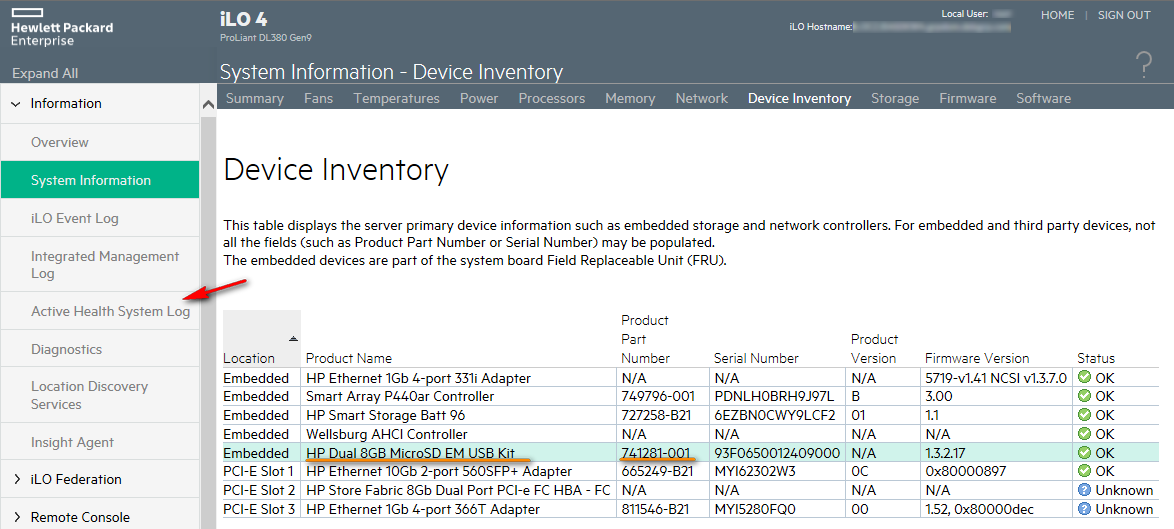 Hewlett Packard
Enterprise
iLO 4
ProLiant DL380 Gen9
Local User:
iLO Hostname:
HOME | SIGN OUT
Expand All
System Information - Device Inventory
?
Summary Fans Temperatures Power Processors Memory Network Device Inventory Storage Firmware Software
Information
Overview
System Information
iLO Event Log
Integrated Management
Log
Active Health System Log
Diagnostics
Location Discovery
Services
Insight Agent
iLO Federation
Remote Console
Device Inventory
This table displays the server primary device information such as embedded storage and network controllers. For embedded and third party devices, not
all the fields (such as Product Part Number or Serial Number) may be populated.
The embedded devices are part of the system board Field Replaceable Unit (FRU).
Location Product Name Product Part Number Serial Number Product Version Firmware Version Status
Embedded HP Ethernet 1Gb 4-port 331i Adapter N/A N/A N/A 5719-v1.41 NCSI v1.3.7.0 OK
Embedded Smart Array P440ar Controller 749796-001 PDNLH0BRH9J97L B 3.00 OK
Embedded HP Smart Storage Batt 96 727258-B21 6EZBN0CWY9LCF2 01 1.1 OK
Embedded Wellsburg AHCI Controller N/A N/A N/A N/A OK
Embedded HP Dual 8GB MicroSD EM USB Kit 741281-001 93F0650012409000 N/A 1.3.2.17 OK
PCI-E Slot 1 HP Ethernet 10Gb 2-port 560SFP+ Adapter 665249-B21 MYI62302W3 0C 0x80000897 OK
PCI-E Slot 2 HP Store Fabric 8Gb Dual Port PCI-e FC HBA - FC N/A N/A N/A N/A Unknown
PCI-E Slot 3 HP Ethernet 1Gb 4-port 366T Adapter 811546-B21 MYI5280FQ0 00 1.52, 0x80000dec Unknown